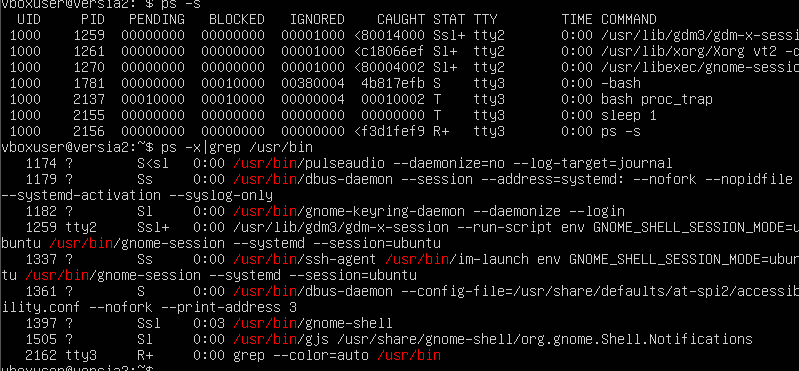 vboxuser@versia2:~$ ps -s
UID PID PENDING BLOCKED IGNORED CAUGHT STAT TTY TIME COMMAND
1000 1259 00000000 00000000 00001000 <80014000 Ssl+ tty2 0:00 /usr/lib/gdm3/gdm-x-sess
1000 1261 00000000 00000000 00001000 <c18066ef Sl+ tty2 0:00 /usr/lib/xorg/Xorg vt2 -d
1000 1270 00000000 00000000 00001000 <80004002 Sl+ tty2 0:00 /usr/libexec/gnome-sessio
1000 1781 00000000 00010000 00380004 4b817efb S tty3 0:00 -bash
1000 2137 00010000 00010000 00000004 00010002 T tty3 0:00 bash proc_trap
1000 2155 00000000 00000000 00000000 00000000 T tty3 0:00 sleep 1
1000 2156 00000000 00000000 00000000 <f3d1fef9 R+ tty3 0:00 ps -s
vboxuser@versia2:~$ ps -x|grep /usr/bin
1174 ? S<sl 0:00 /usr/bin/pulseaudio --daemonize=no --log-target=journal
1179 ? Ss 0:00 /usr/bin/dbus-daemon --session --address=systemd: --nofork --nopidfile
--systemd-activation --syslog-only
1182 ? Sl 0:00 /usr/bin/gnome-keyring-daemon --daemonize --login
1259 tty2 Ssl+ 0:00 /usr/lib/gdm3/gdm-x-session --run-script env GNOME_SHELL_SESSION_MODE=u
buntu /usr/bin/gnome-session --systemd --session=ubuntu
1337 ? Ss 0:00 /usr/bin/ssh-agent /usr/bin/im-launch env GNOME_SHELL_SESSION_MODE=ubun
tu /usr/bin/gnome-session --systemd --session=ubuntu
1361 ? S 0:00 /usr/bin/dbus-daemon --config-file=/usr/share/defaults/at-spi2/accessib
ility.conf --nofork --print-address 3
1397 ? Ssl 0:03 /usr/bin/gnome-shell
1505 ? Sl 0:00 /usr/bin/gjs /usr/share/gnome-shell/org.gnome.Shell.Notifications
2162 tty3 R+ 0:00 grep --color=auto /usr/bin
vboxuser@versia2:~$